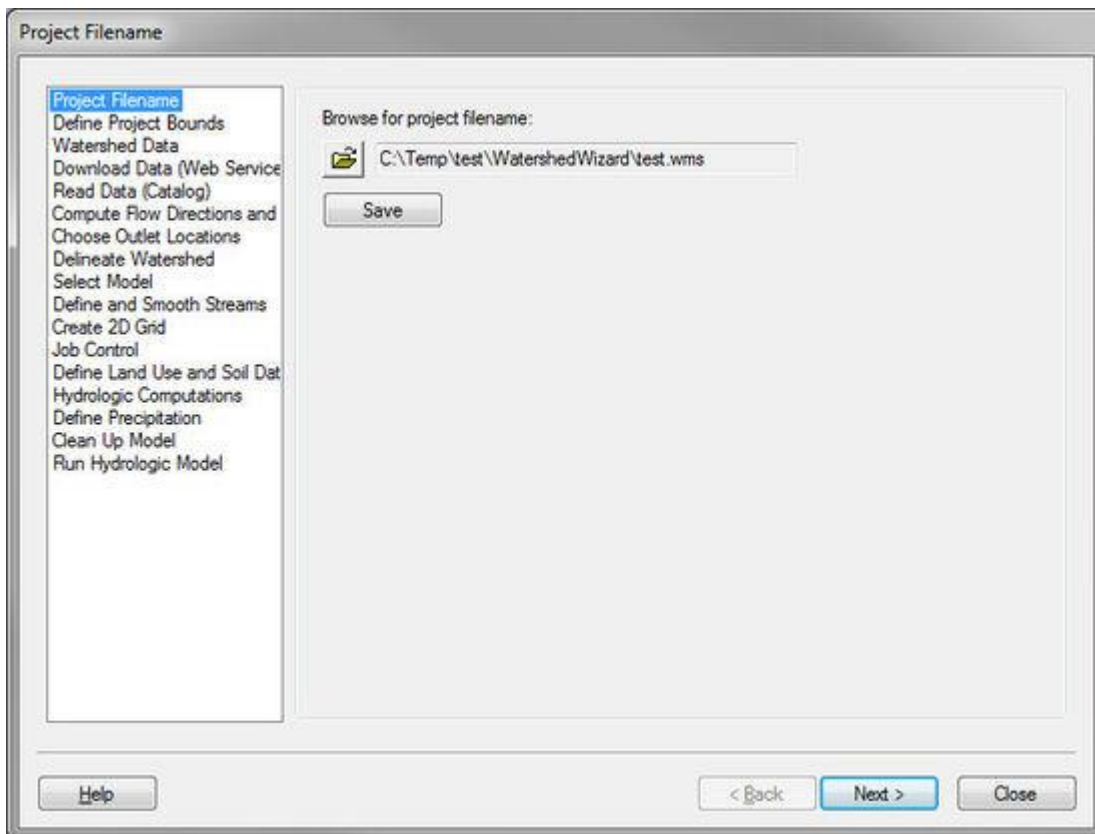 Project Filename
Project Filename
Define Project Bounds
Watershed Data
Download Data (Web Service
Read Data (Catalog)
Compute Flow Directions and
Choose Outlet Locations
Delineate Watershed
Select Model
Define and Smooth Streams
Create 2D Grid
Job Control
Define Land Use and Soil Dat
Hydrologic Computations
Define Precipitation
Clean Up Model
Run Hydrologic Model
Browse for project filename:
C:\Temp\test\WatershedWizard\test.wms
Save
Help
< Back
Next >
Close